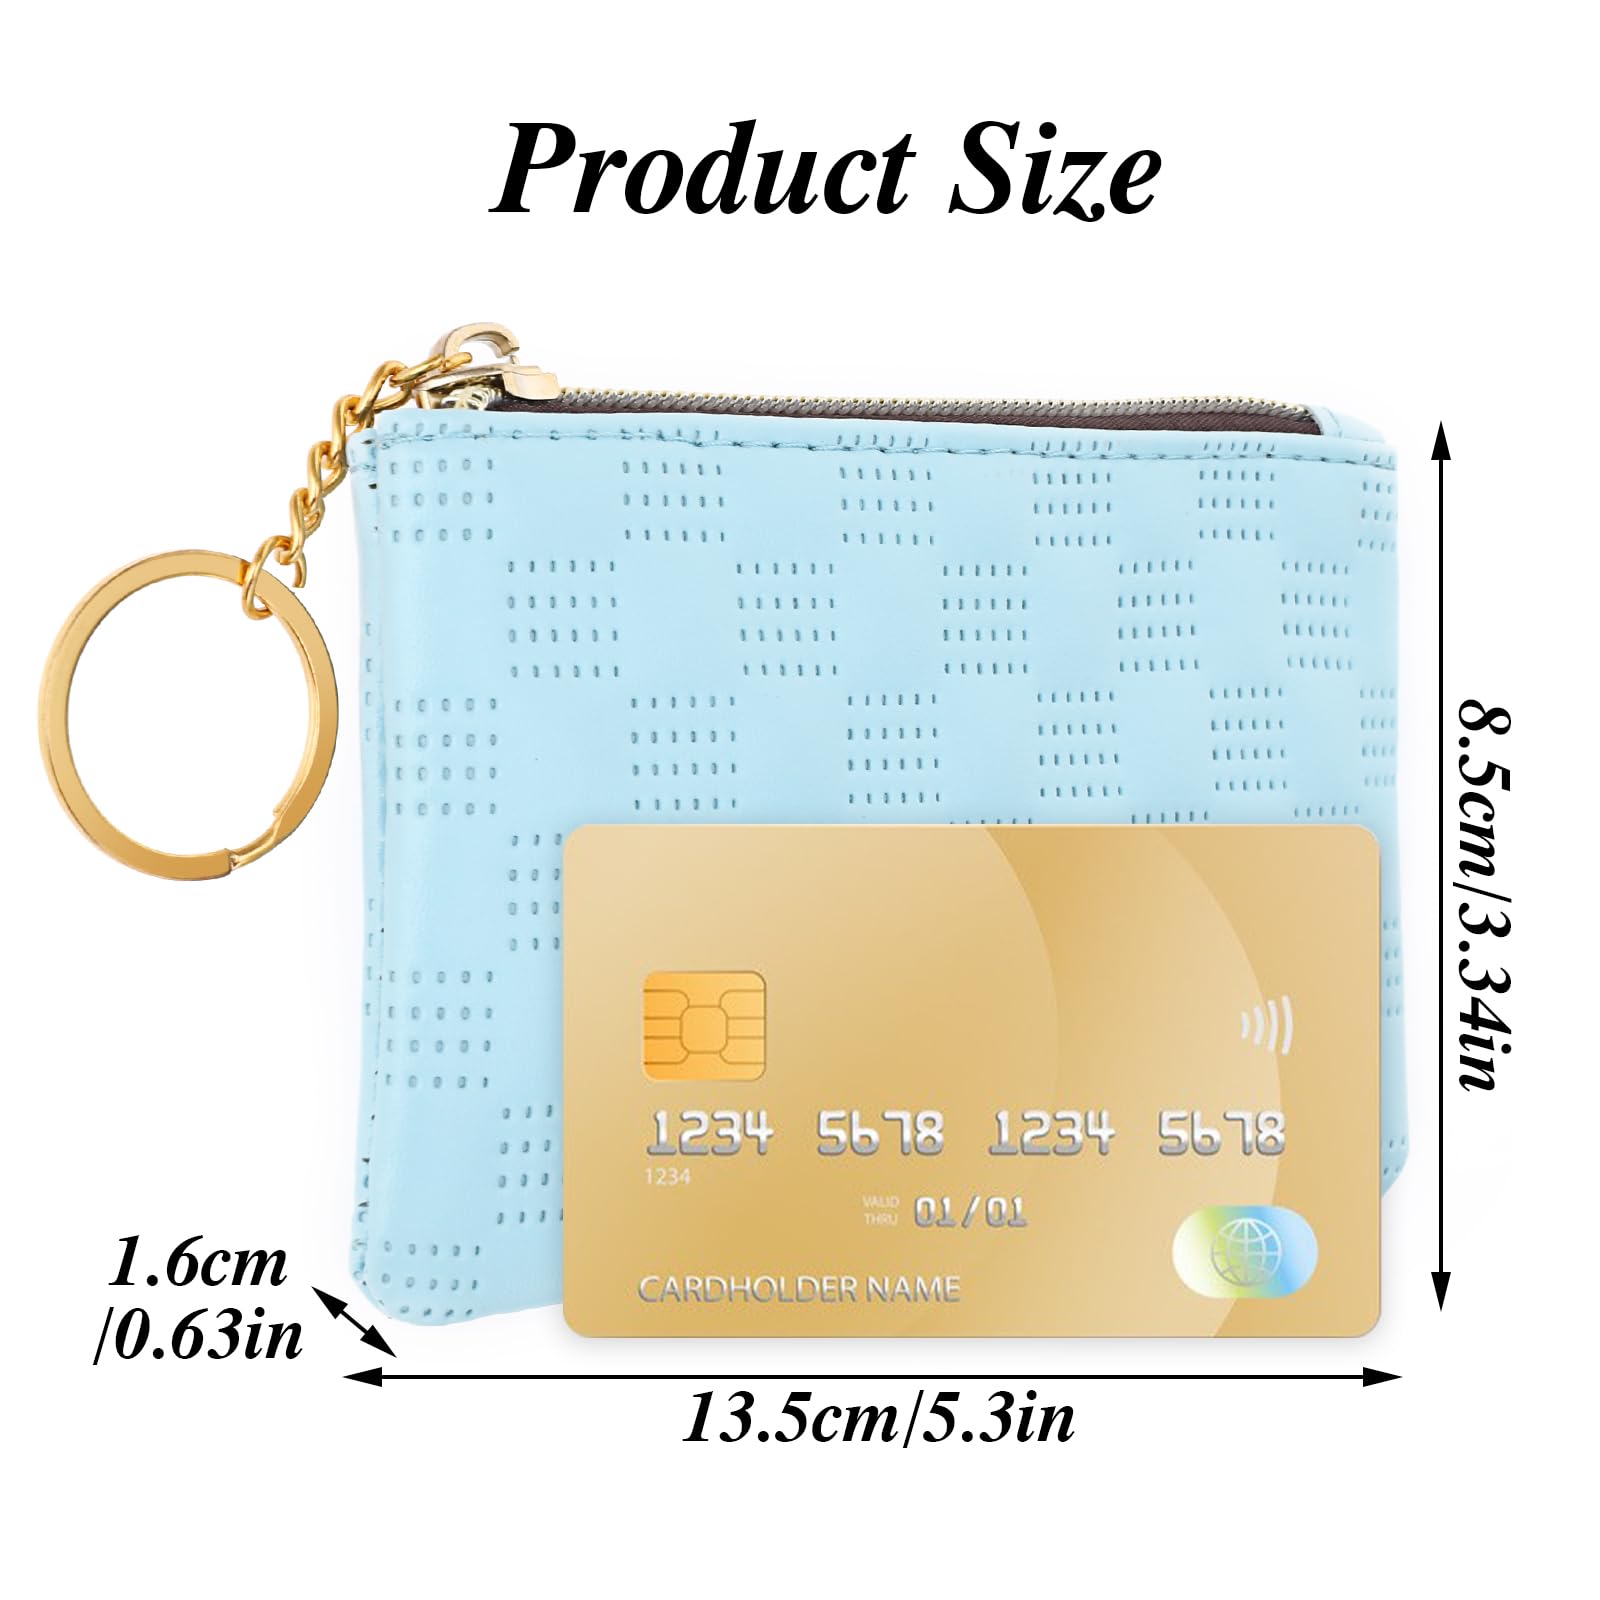 Product Size
8.5cm/3.34in
1234 5678 1234 5678
1234
VALID
THRU 01/01
CARDHOLDER NAME
1.6cm
/0.63in
13.5cm/5.3in